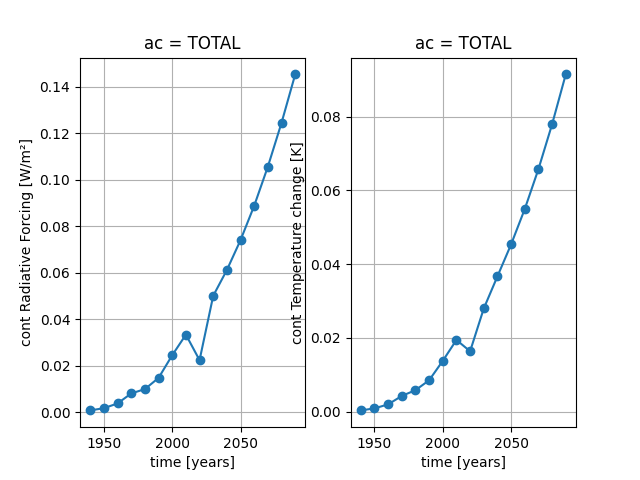 ac = TOTAL
cont Radiative Forcing [W/m²]
0.14
0.12
0.10
0.08
0.06
0.04
0.02
0.00
1950 2000 2050
time [years]
ac = TOTAL
cont Temperature change [K]
0.08
0.06
0.04
0.02
0.00
1950 2000 2050
time [years]